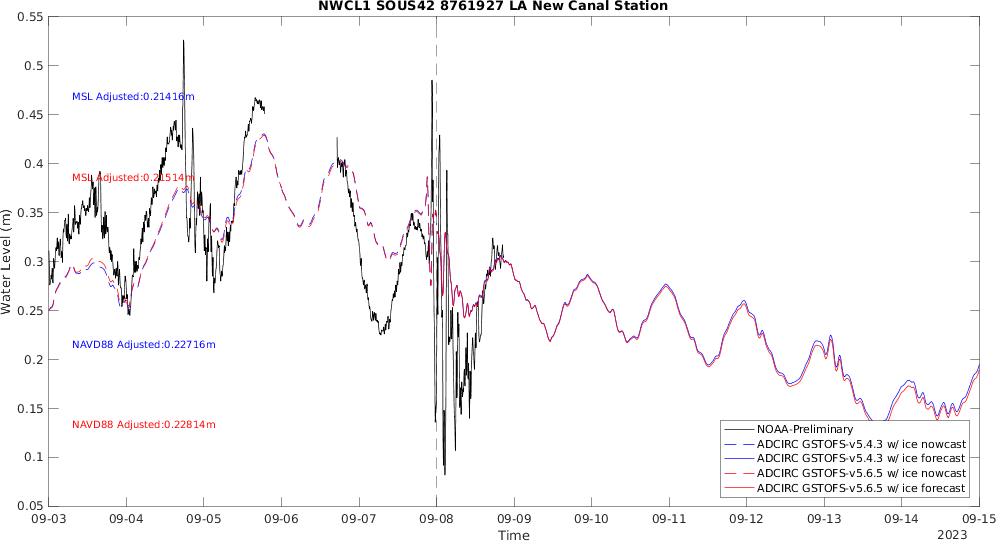 NWCL1 SOUS42 8761927 LA New Canal Station
0.55
0.5
0.45
0.4
0.35
0.3
0.25
0.2
0.15
0.1
0.05
Water Level (m)
MSL Adjusted:0.21416m
MSL Adjusted:0.21514m
NAVD88 Adjusted:0.22716m
NAVD88 Adjusted:0.22814m
NOAA-Preliminary
ADCIRC GSTOFS-v5.4.3 w/ ice nowcast
ADCIRC GSTOFS-v5.4.3 w/ ice forecast
ADCIRC GSTOFS-v5.6.5 w/ ice nowcast
ADCIRC GSTOFS-v5.6.5 w/ ice forecast
09-03 09-04 09-05 09-06 09-07 09-08 09-09 09-10 09-11 09-12 09-13 09-14 09-15
Time
2023